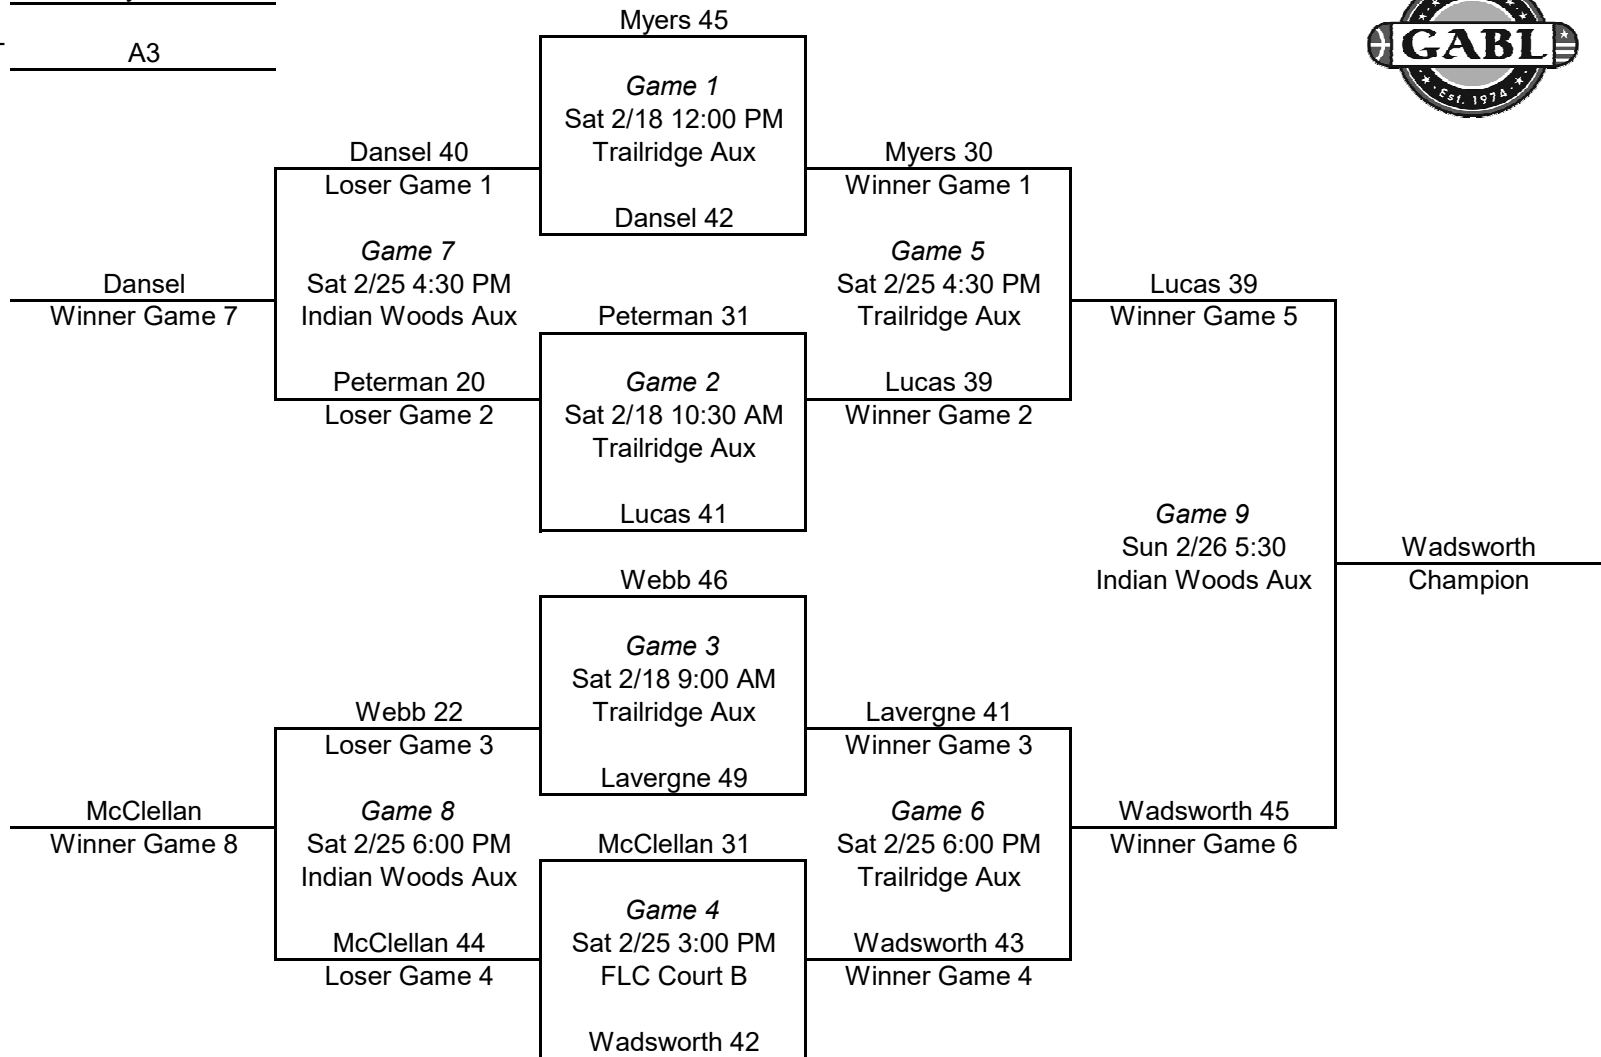 A3
GABL
Est. 1974
Myers 45
Game 1
Sat 2/18 12:00 PM
Trailridge Aux
Dansel 42
Dansel 40
Loser Game 1
Game 7
Sat 2/25 4:30 PM
Indian Woods Aux
Peterman 20
Loser Game 2
Dansel
Winner Game 7
Peterman 31
Game 2
Sat 2/18 10:30 AM
Trailridge Aux
Lucas 41
Myers 30
Winner Game 1
Game 5
Sat 2/25 4:30 PM
Trailridge Aux
Lucas 39
Winner Game 2
Lucas 39
Winner Game 5
Game 9
Sun 2/26 5:30
Indian Woods Aux
Wadsworth
Champion
Webb 46
Game 3
Sat 2/18 9:00 AM
Trailridge Aux
Lavergne 49
Webb 22
Loser Game 3
Game 8
Sat 2/25 6:00 PM
Indian Woods Aux
McClellan 44
Loser Game 4
McClellan
Winner Game 8
McClellan 31
Game 4
Sat 2/25 3:00 PM
FLC Court B
Wadsworth 42
Lavergne 41
Winner Game 3
Game 6
Sat 2/25 6:00 PM
Trailridge Aux
Wadsworth 43
Winner Game 4
Wadsworth 45
Winner Game 6